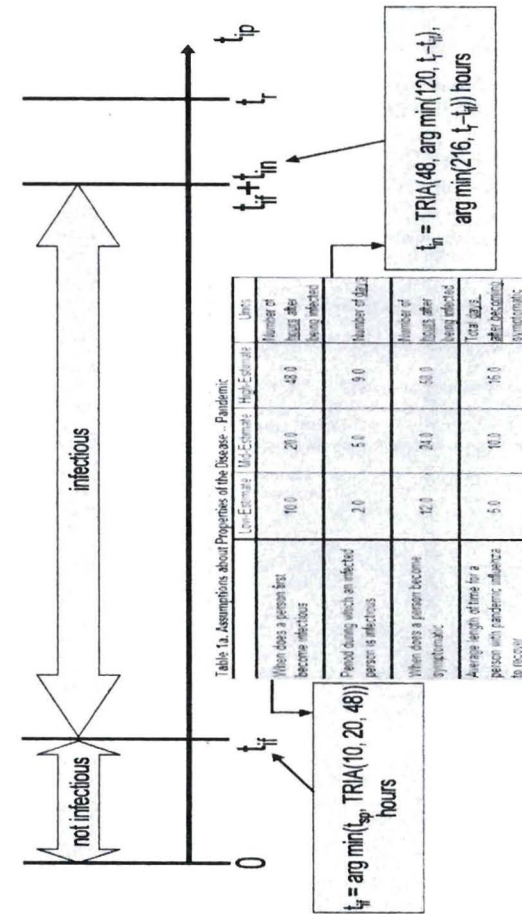 not infectious
infectious
0
t_if
t_if + t_in
t_r
t_ip
t_if = arg min(t_sp, TRIA(10, 20, 48))
hours
t_in = TRIA(48, arg min(120, t_r–t_if),
arg min(216, t_r–t_if)) hours
Table 1a. Assumptions about Properties of the Disease – Pandemic
Low-Estimate Mid-Estimate High-Estimate Units
When does a person first
become infectious
10.0 20.0 48.0
Number of
hours after
being infected
Period during which an infected
person is infectious
2.0 5.0 9.0
Number of days
When does a person become
symptomatic
12.0 24.0
Number of
hours after
being infected
Average length of time for a
person with pandemic influenza
to recover
5.0 10.0 16.0
Total days
after becoming
symptomatic